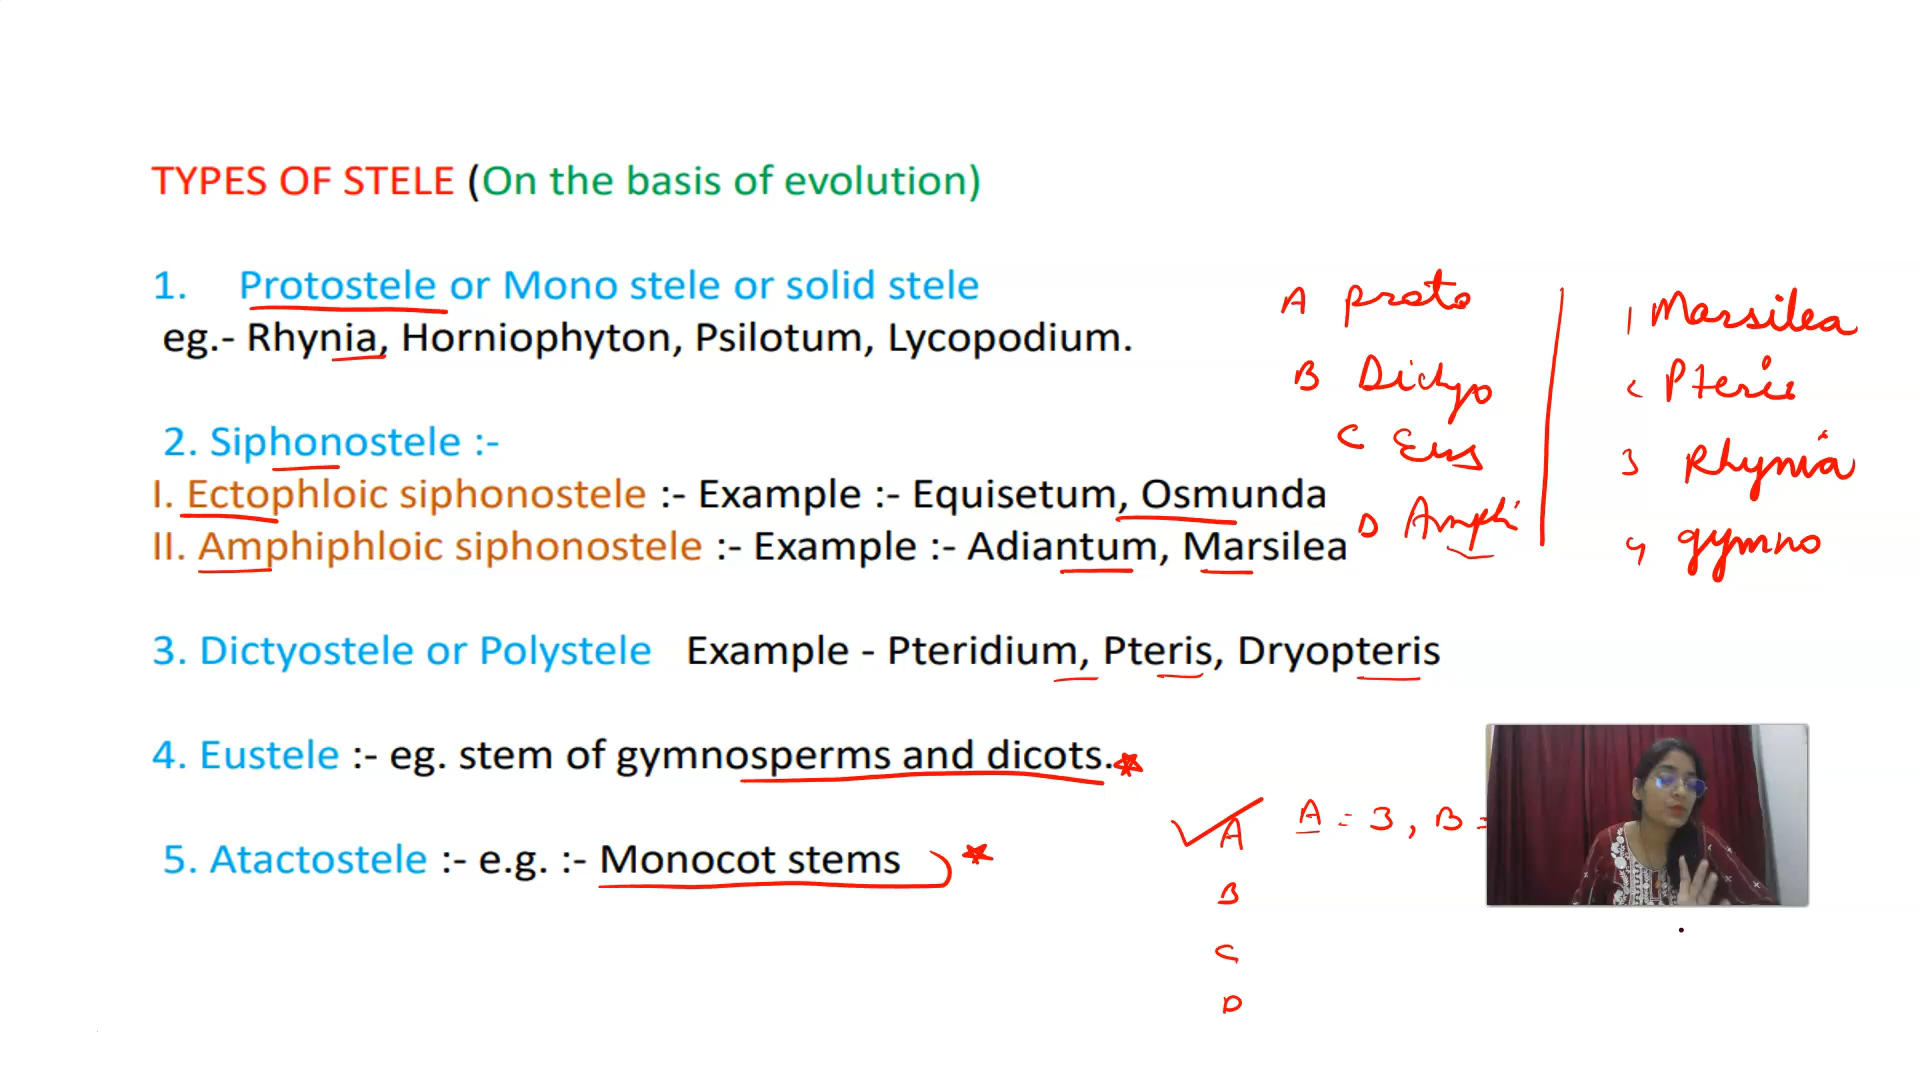 TYPES OF STELE (On the basis of evolution)
1. Protostele or Mono stele or solid stele
eg.- Rhynia, Horniophyton, Psilotum, Lycopodium.
2. Siphonostele :-
I. Ectophloic siphonostele :- Example :- Equisetum, Osmunda
II. Amphiphloic siphonostele :- Example :- Adiantum, Marsilea
3. Dictyostele or Polystele Example - Pteridium, Pteris, Dryopteris
4. Eustele :- eg. stem of gymnosperms and dicots.
5. Atactostele :- e.g. :- Monocot stems
A Proto
B Dictyo
C Eus
D Amphi
1 Marsilea
2 Pteris
3 Rhynia
4 gymno
A A = 3, B =
B
C
D